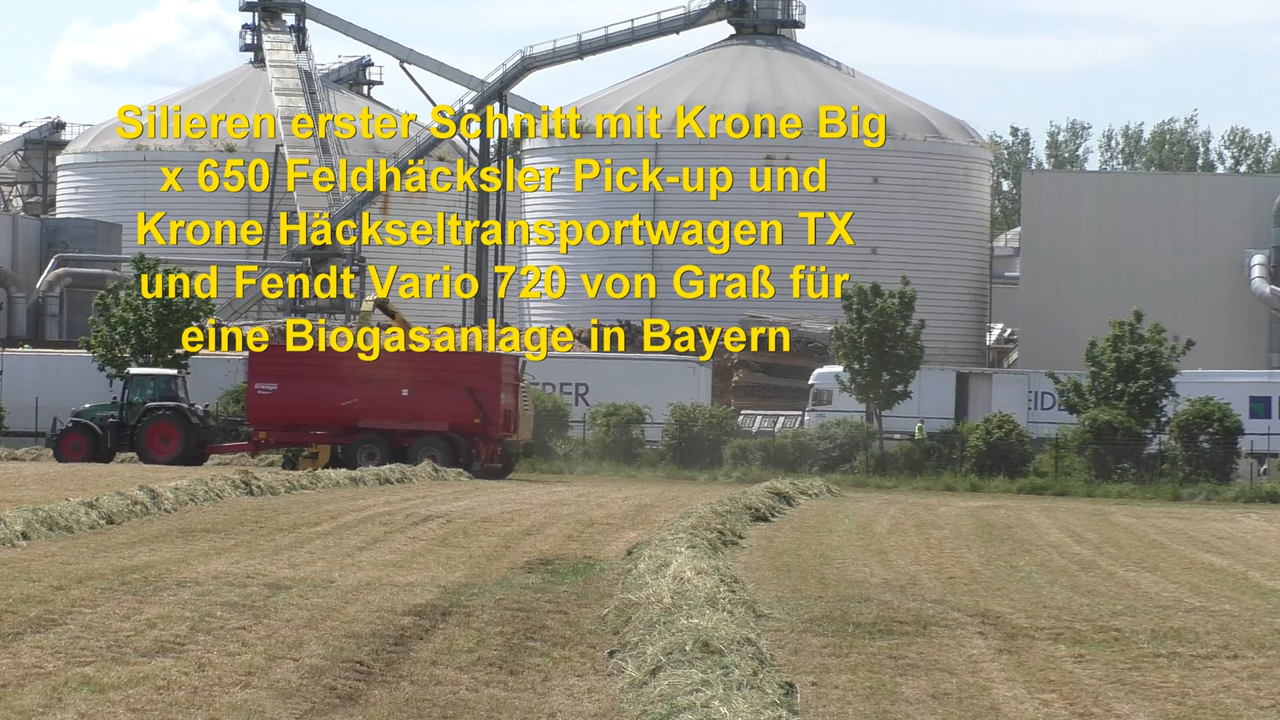 Silieren erster Schnitt mit Krone Big
x 650 Feldhäcksler Pick-up und
Krone Häckseltransportwagen TX
und Fendt Vario 720 von Graß für
eine Biogasanlage in Bayern